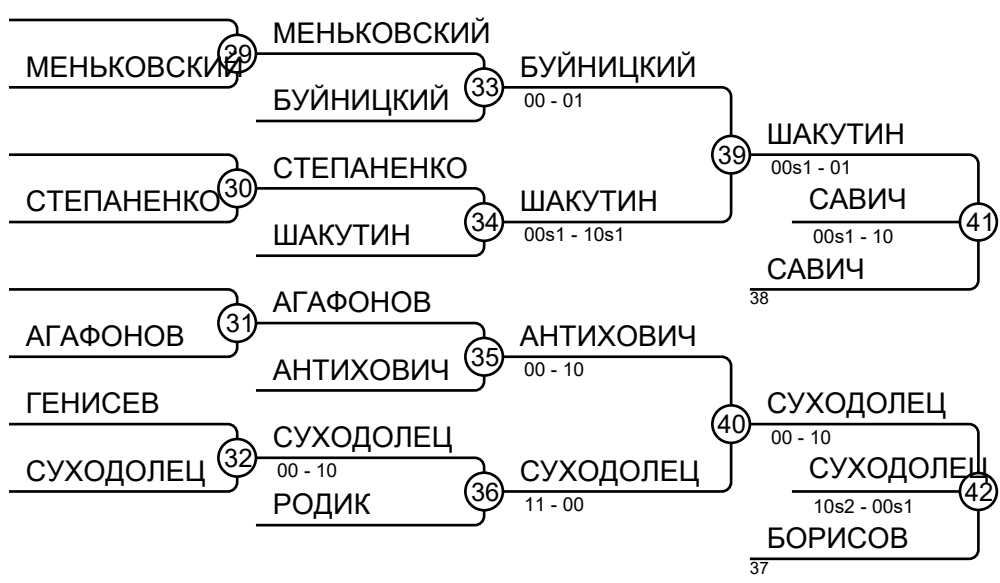 МЕНЬКОВСКИЙ
29
МЕНЬКОВСКИЙ
БУЙНИЦКИЙ
33
БУЙНИЦКИЙ
00 - 01
СТЕПАНЕНКО
30
СТЕПАНЕНКО
ШАКУТИН
34
ШАКУТИН
00s1 - 10s1
39
ШАКУТИН
00s1 - 01
САВИЧ
00s1 - 10
41
САВИЧ
38
АГАФОНОВ
31
АГАФОНОВ
АНТИХОВИЧ
35
АНТИХОВИЧ
00 - 10
ГЕНИСЕВ
СУХОДОЛЕЦ
32
СУХОДОЛЕЦ
00 - 10
РОДИК
36
СУХОДОЛЕЦ
11 - 00
40
СУХОДОЛЕЦ
00 - 10
СУХОДОЛЕЦ
10s2 - 00s1
42
БОРИСОВ
37